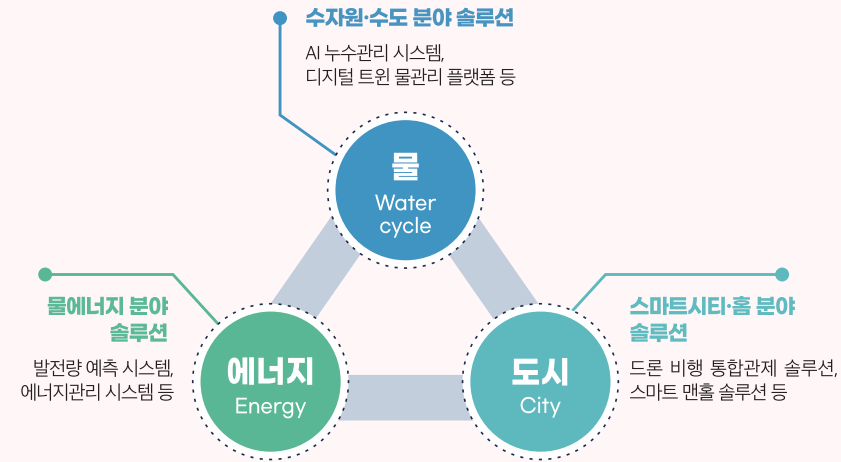 수자원·수도 분야 솔루션
AI 누수관리 시스템,
디지털 트윈 물관리 플랫폼 등
물
Water
cycle
물에너지 분야
솔루션
발전량 예측 시스템,
에너지관리 시스템 등
에너지
Energy
도시
City
스마트시티·홈 분야
솔루션
드론 비행 통합관제 솔루션,
스마트 맨홀 솔루션 등